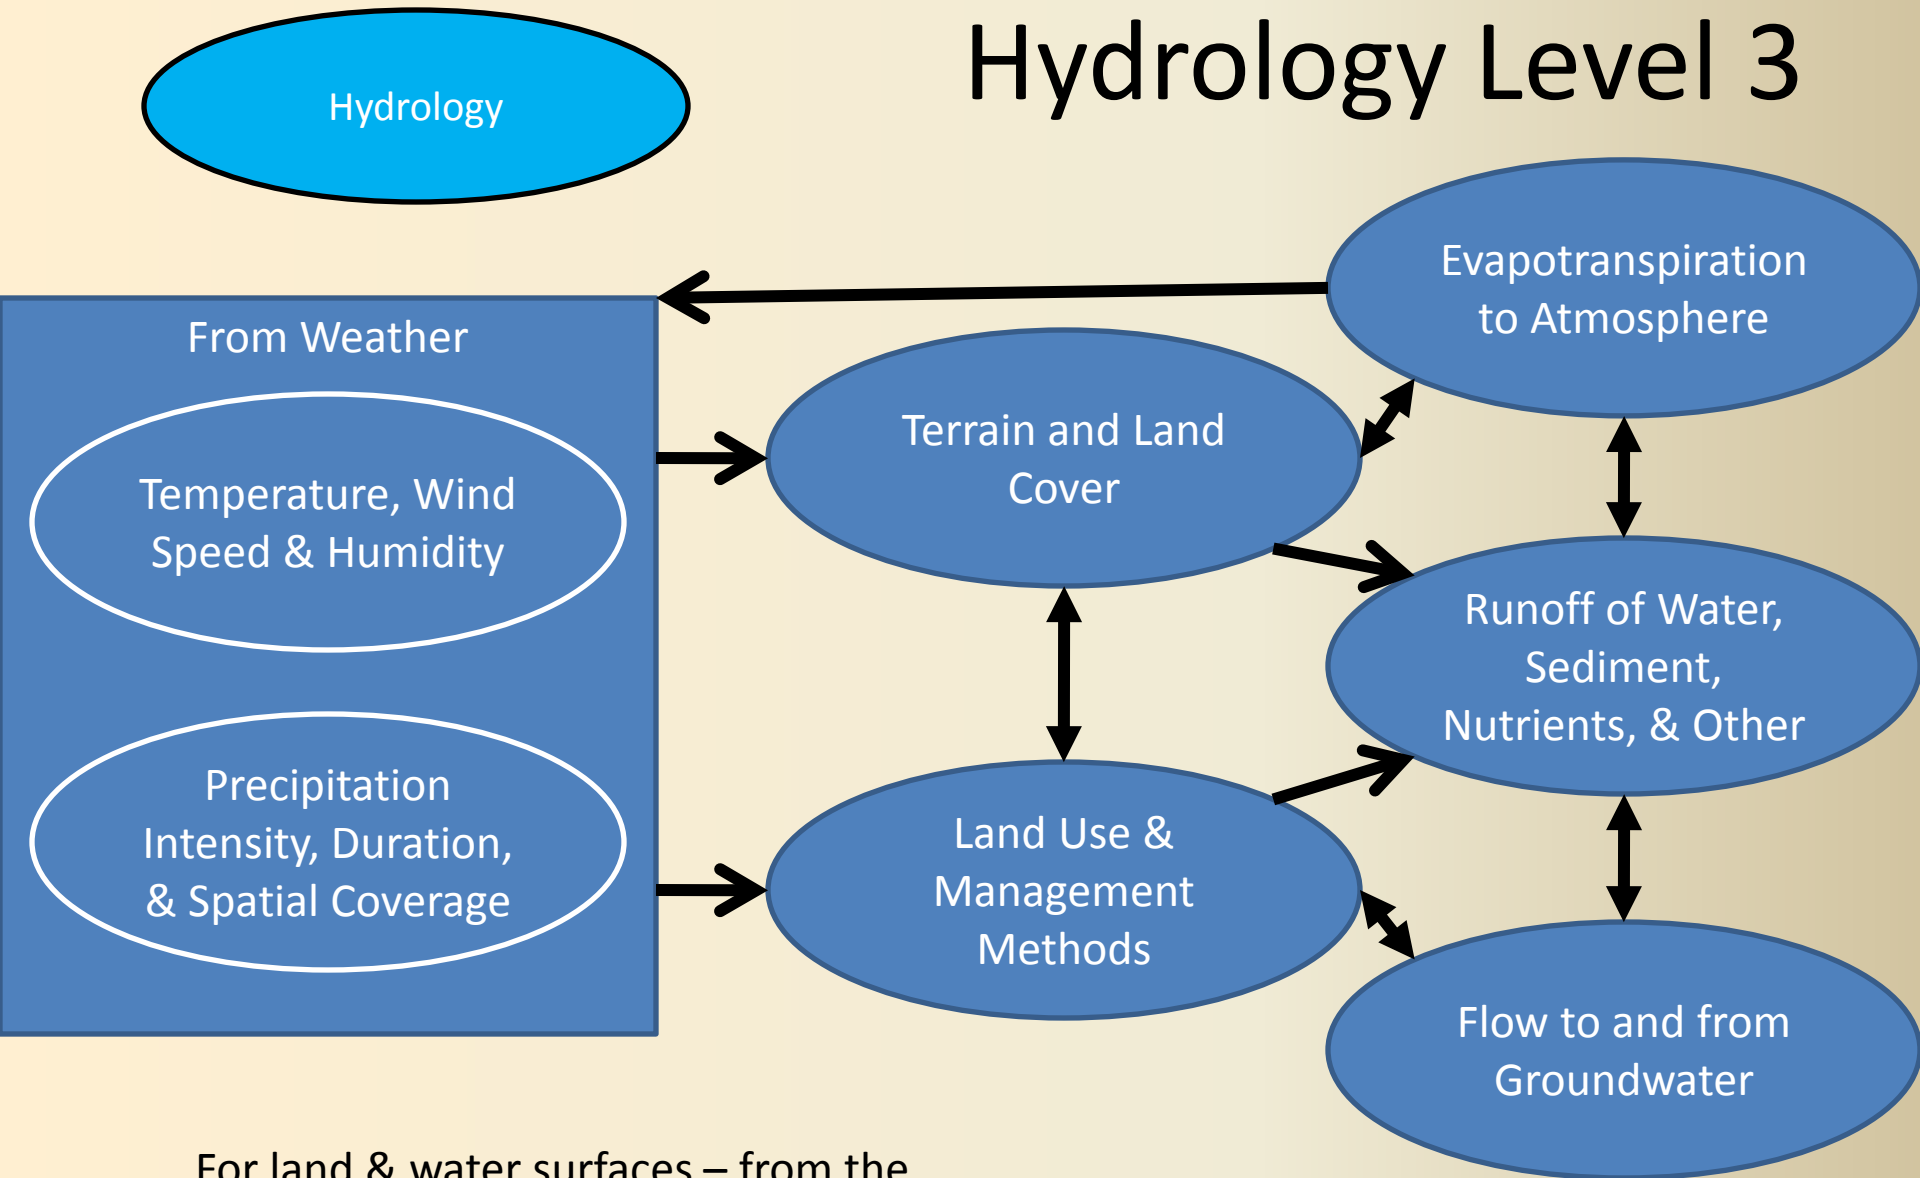 Hydrology Level 3
Hydrology
From Weather
Temperature, Wind
Speed & Humidity
Precipitation
Intensity, Duration,
& Spatial Coverage
Terrain and Land
Cover
Land Use &
Management
Methods
Evapotranspiration
to Atmosphere
Runoff of Water,
Sediment,
Nutrients, & Other
Flow to and from
Groundwater
For land & water surfaces – from the